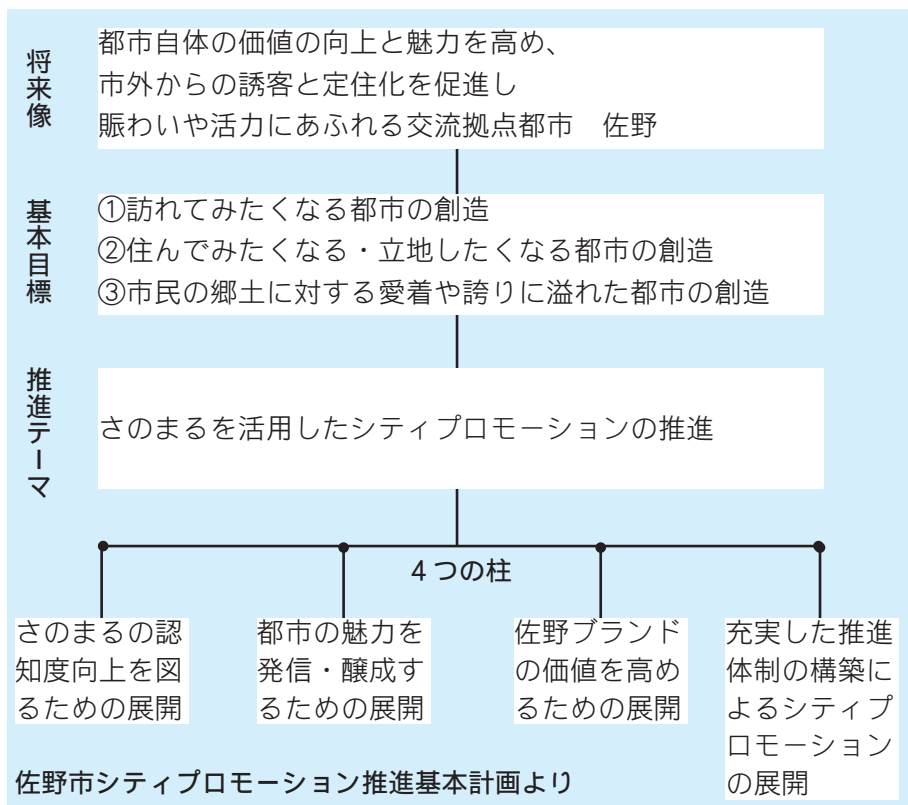 将来像
都市自体の価値の向上と魅力を高め、
市外からの誘客と定住化を促進し
賑わいや活力にあふれる交流拠点都市　佐野
基本目標
①訪れてみたくなる都市の創造
②住んでみたくなる・立地したくなる都市の創造
③市民の郷土に対する愛着や誇りに溢れた都市の創造
推進テーマ
さのまるを活用したシティプロモーションの推進
4つの柱
さのまるの認
知度向上を図
るための展開
都市の魅力を
発信・醸成す
るための展開
佐野ブランド
の価値を高め
るための展開
充実した推進
体制の構築に
よるシティプ
ロモーション
の展開
佐野市シティプロモーション推進基本計画より